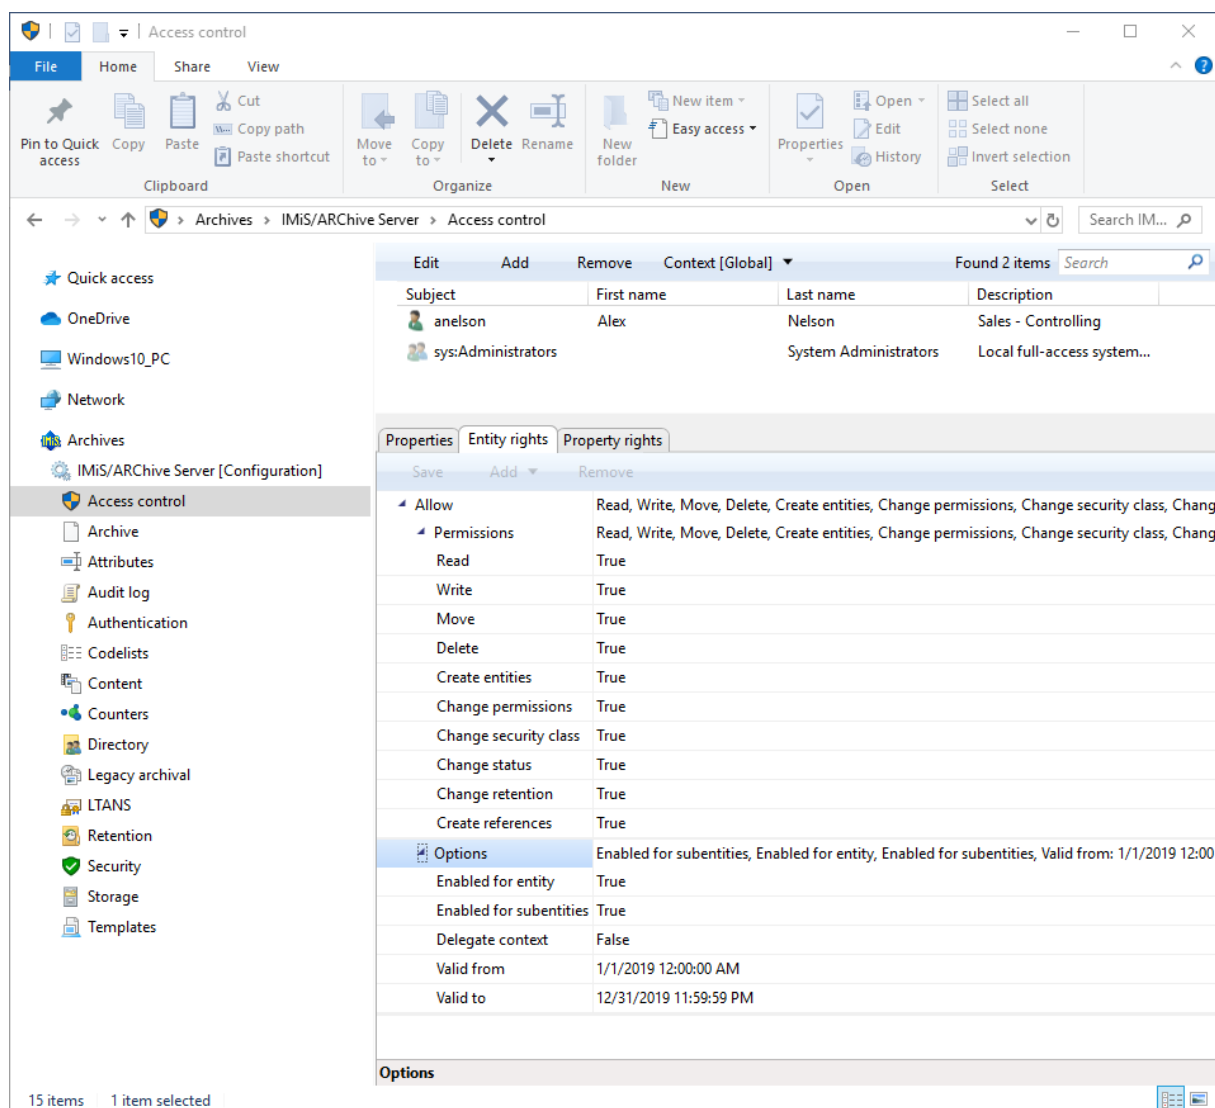 Access control
File Home Share View
Pin to Quick access
Copy
Paste
Cut
Copy path
Paste shortcut
Clipboard
Move to
Copy to
Delete
Rename
Organize
New folder
New item
Easy access
New
Properties
Open
Edit
History
Open
Select all
Select none
Invert selection
Select
Archives > IMiS/ARChive Server > Access control
Search IM...
Quick access
OneDrive
Windows10_PC
Network
Archives
IMiS/ARChive Server [Configuration]
Access control
Archive
Attributes
Audit log
Authentication
Codelists
Content
Counters
Directory
Legacy archival
LTANS
Retention
Security
Storage
Templates
Edit Add Remove Context [Global] Found 2 items Search
Subject First name Last name Description
anelson Alex Nelson Sales - Controlling
sys:Administrators System Administrators Local full-access system...
Properties Entity rights Property rights
Save Add Remove
Allow Read, Write, Move, Delete, Create entities, Change permissions, Change security class, Chang
Permissions Read, Write, Move, Delete, Create entities, Change permissions, Change security class, Chang
Read True
Write True
Move True
Delete True
Create entities True
Change permissions True
Change security class True
Change status True
Change retention True
Create references True
Options Enabled for subentities, Enabled for entity, Enabled for subentities, Valid from: 1/1/2019 12:00
Enabled for entity True
Enabled for subentities True
Delegate context False
Valid from 1/1/2019 12:00:00 AM
Valid to 12/31/2019 11:59:59 PM
Options
15 items 1 item selected